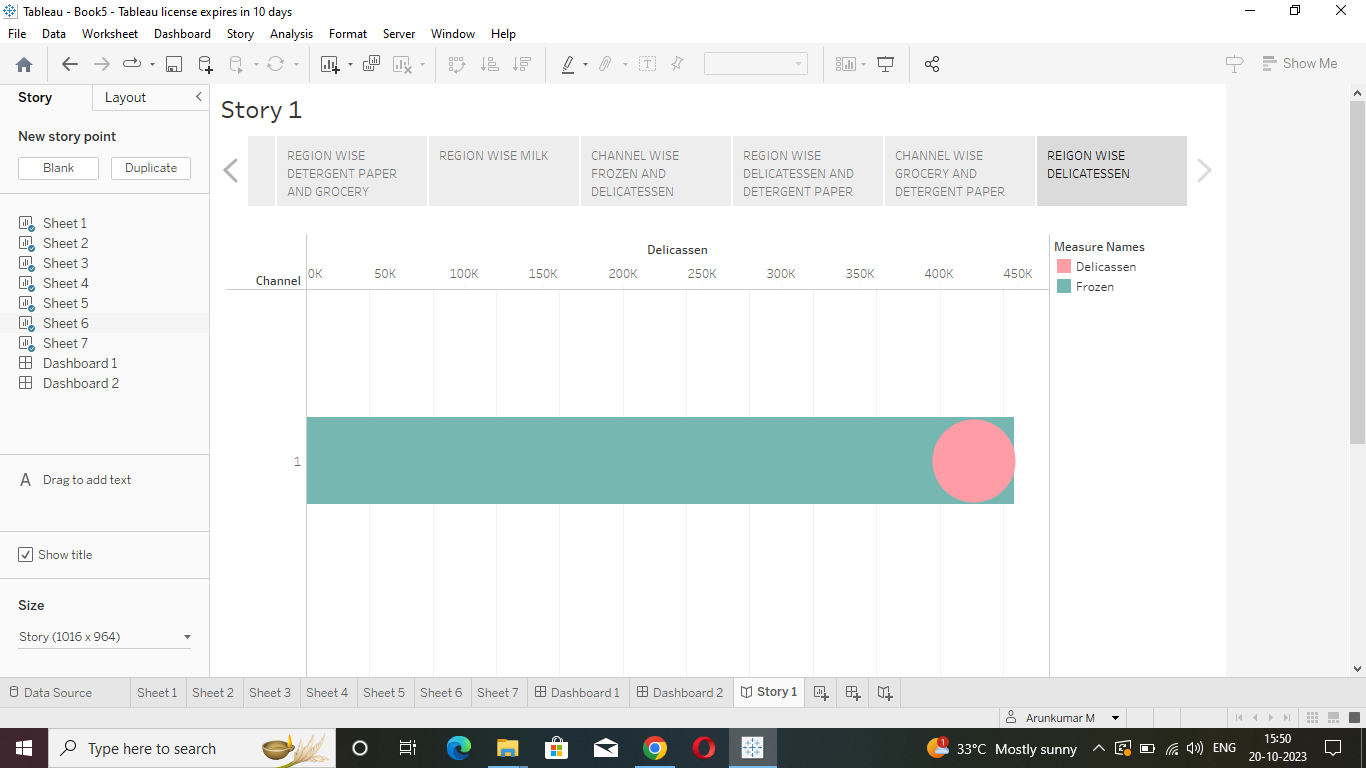 Tableau - Book5 - Tableau license expires in 10 days
File Data Worksheet Dashboard Story Analysis Format Server Window Help
Show Me
Story Layout
New story point
Blank Duplicate
Sheet 1
Sheet 2
Sheet 3
Sheet 4
Sheet 5
Sheet 6
Sheet 7
Dashboard 1
Dashboard 2
A Drag to add text
Show title
Size
Story (1016 x 964)
Story 1
REGION WISE
DETERGENT PAPER
AND GROCERY
REGION WISE MILK
CHANNEL WISE
FROZEN AND
DELICATESSEN
REGION WISE
DELICATESSEN AND
DETERGENT PAPER
CHANNEL WISE
GROCERY AND
DETERGENT PAPER
REIGON WISE
DELICATESSEN
Delicassen
0K 50K 100K 150K 200K 250K 300K 350K 400K 450K
Channel
1
Measure Names
Delicassen
Frozen
Data Source Sheet 1 Sheet 2 Sheet 3 Sheet 4 Sheet 5 Sheet 6 Sheet 7 Dashboard 1 Dashboard 2 Story 1
Arunkumar M
Type here to search
1
33°C Mostly sunny
ENG
15:50
20-10-2023